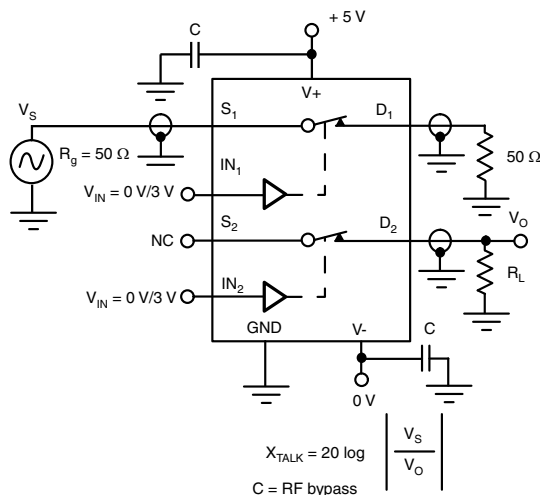 + 5 V
C
V+
V_S
S_1
D_1
R_g = 50 Ω
50 Ω
IN_1
V_IN = 0 V/3 V
S_2
D_2
V_O
NC
R_L
IN_2
V_IN = 0 V/3 V
GND
V-
C
0 V
X_TALK = 20 log | V_S / V_O |
C = RF bypass